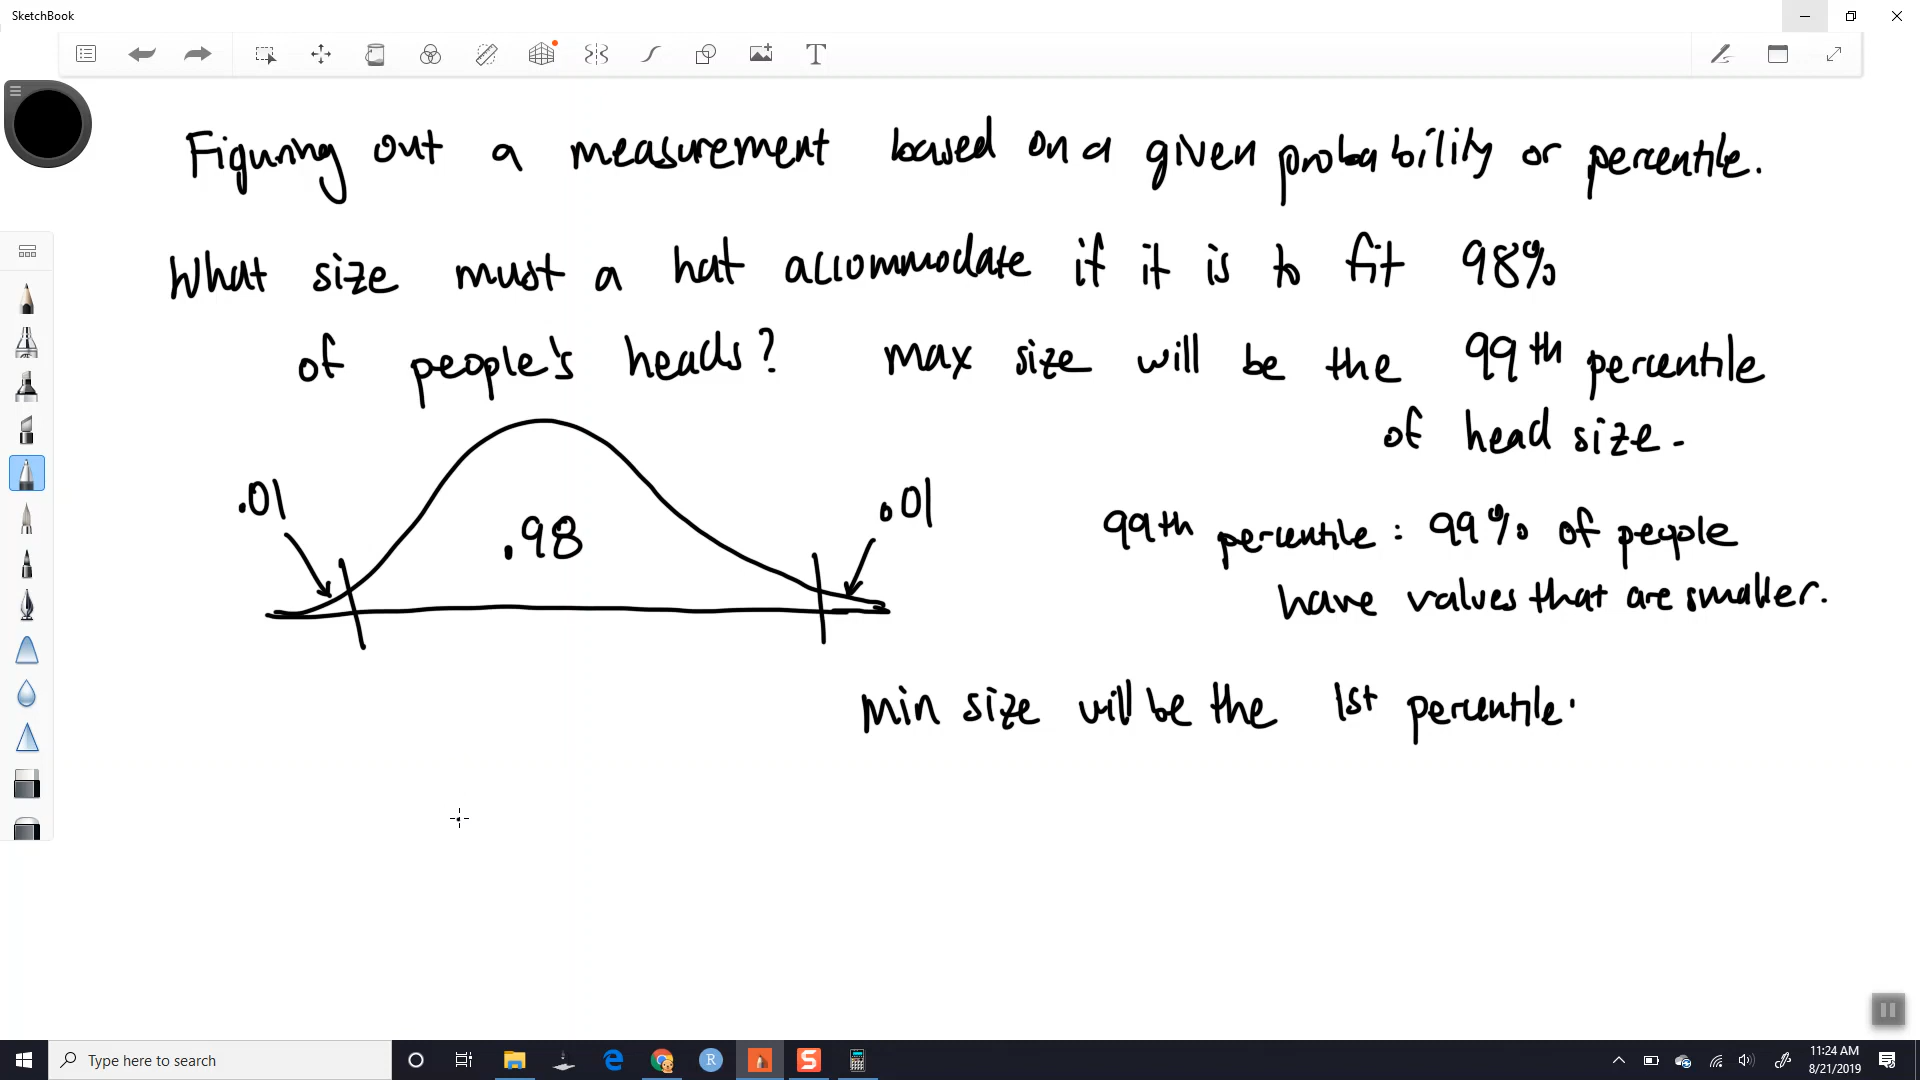 SketchBook
Figuring out a measurement based on a given probability or percentile.
What size must a hat accommodate if it is to fit 98%
of people's heads? max size will be the 99th percentile
of head size.
.01
.98
.01
99th percentile: 99% of people
have values that are smaller.
min size will be the 1st percentile.
Type here to search
11:24 AM
8/21/2019